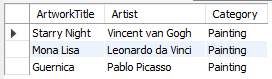 ArtworkTitle Artist Category
Starry Night Vincent van Gogh Painting
Mona Lisa Leonardo da Vinci Painting
Guernica Pablo Picasso Painting